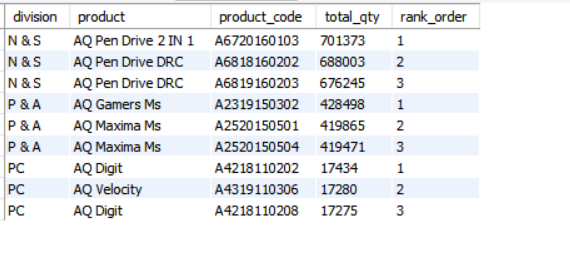 division product product_code total_qty rank_order
N & S AQ Pen Drive 2 IN 1 A6720160103 701373 1
N & S AQ Pen Drive DRC A6818160202 688003 2
N & S AQ Pen Drive DRC A6819160203 676245 3
P & A AQ Gamers Ms A2319150302 428498 1
P & A AQ Maxima Ms A2520150501 419865 2
P & A AQ Maxima Ms A2520150504 419471 3
PC AQ Digit A4218110202 17434 1
PC AQ Velocity A4319110306 17280 2
PC AQ Digit A4218110208 17275 3